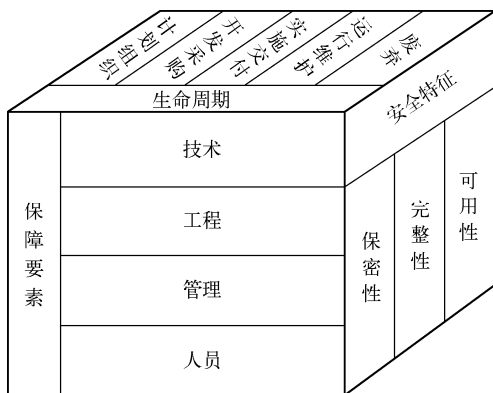 计划组织
开发采购
实施交付
运行维护
废弃
生命周期
安全特征
保障要素
技术
工程
管理
人员
保密性
完整性
可用性